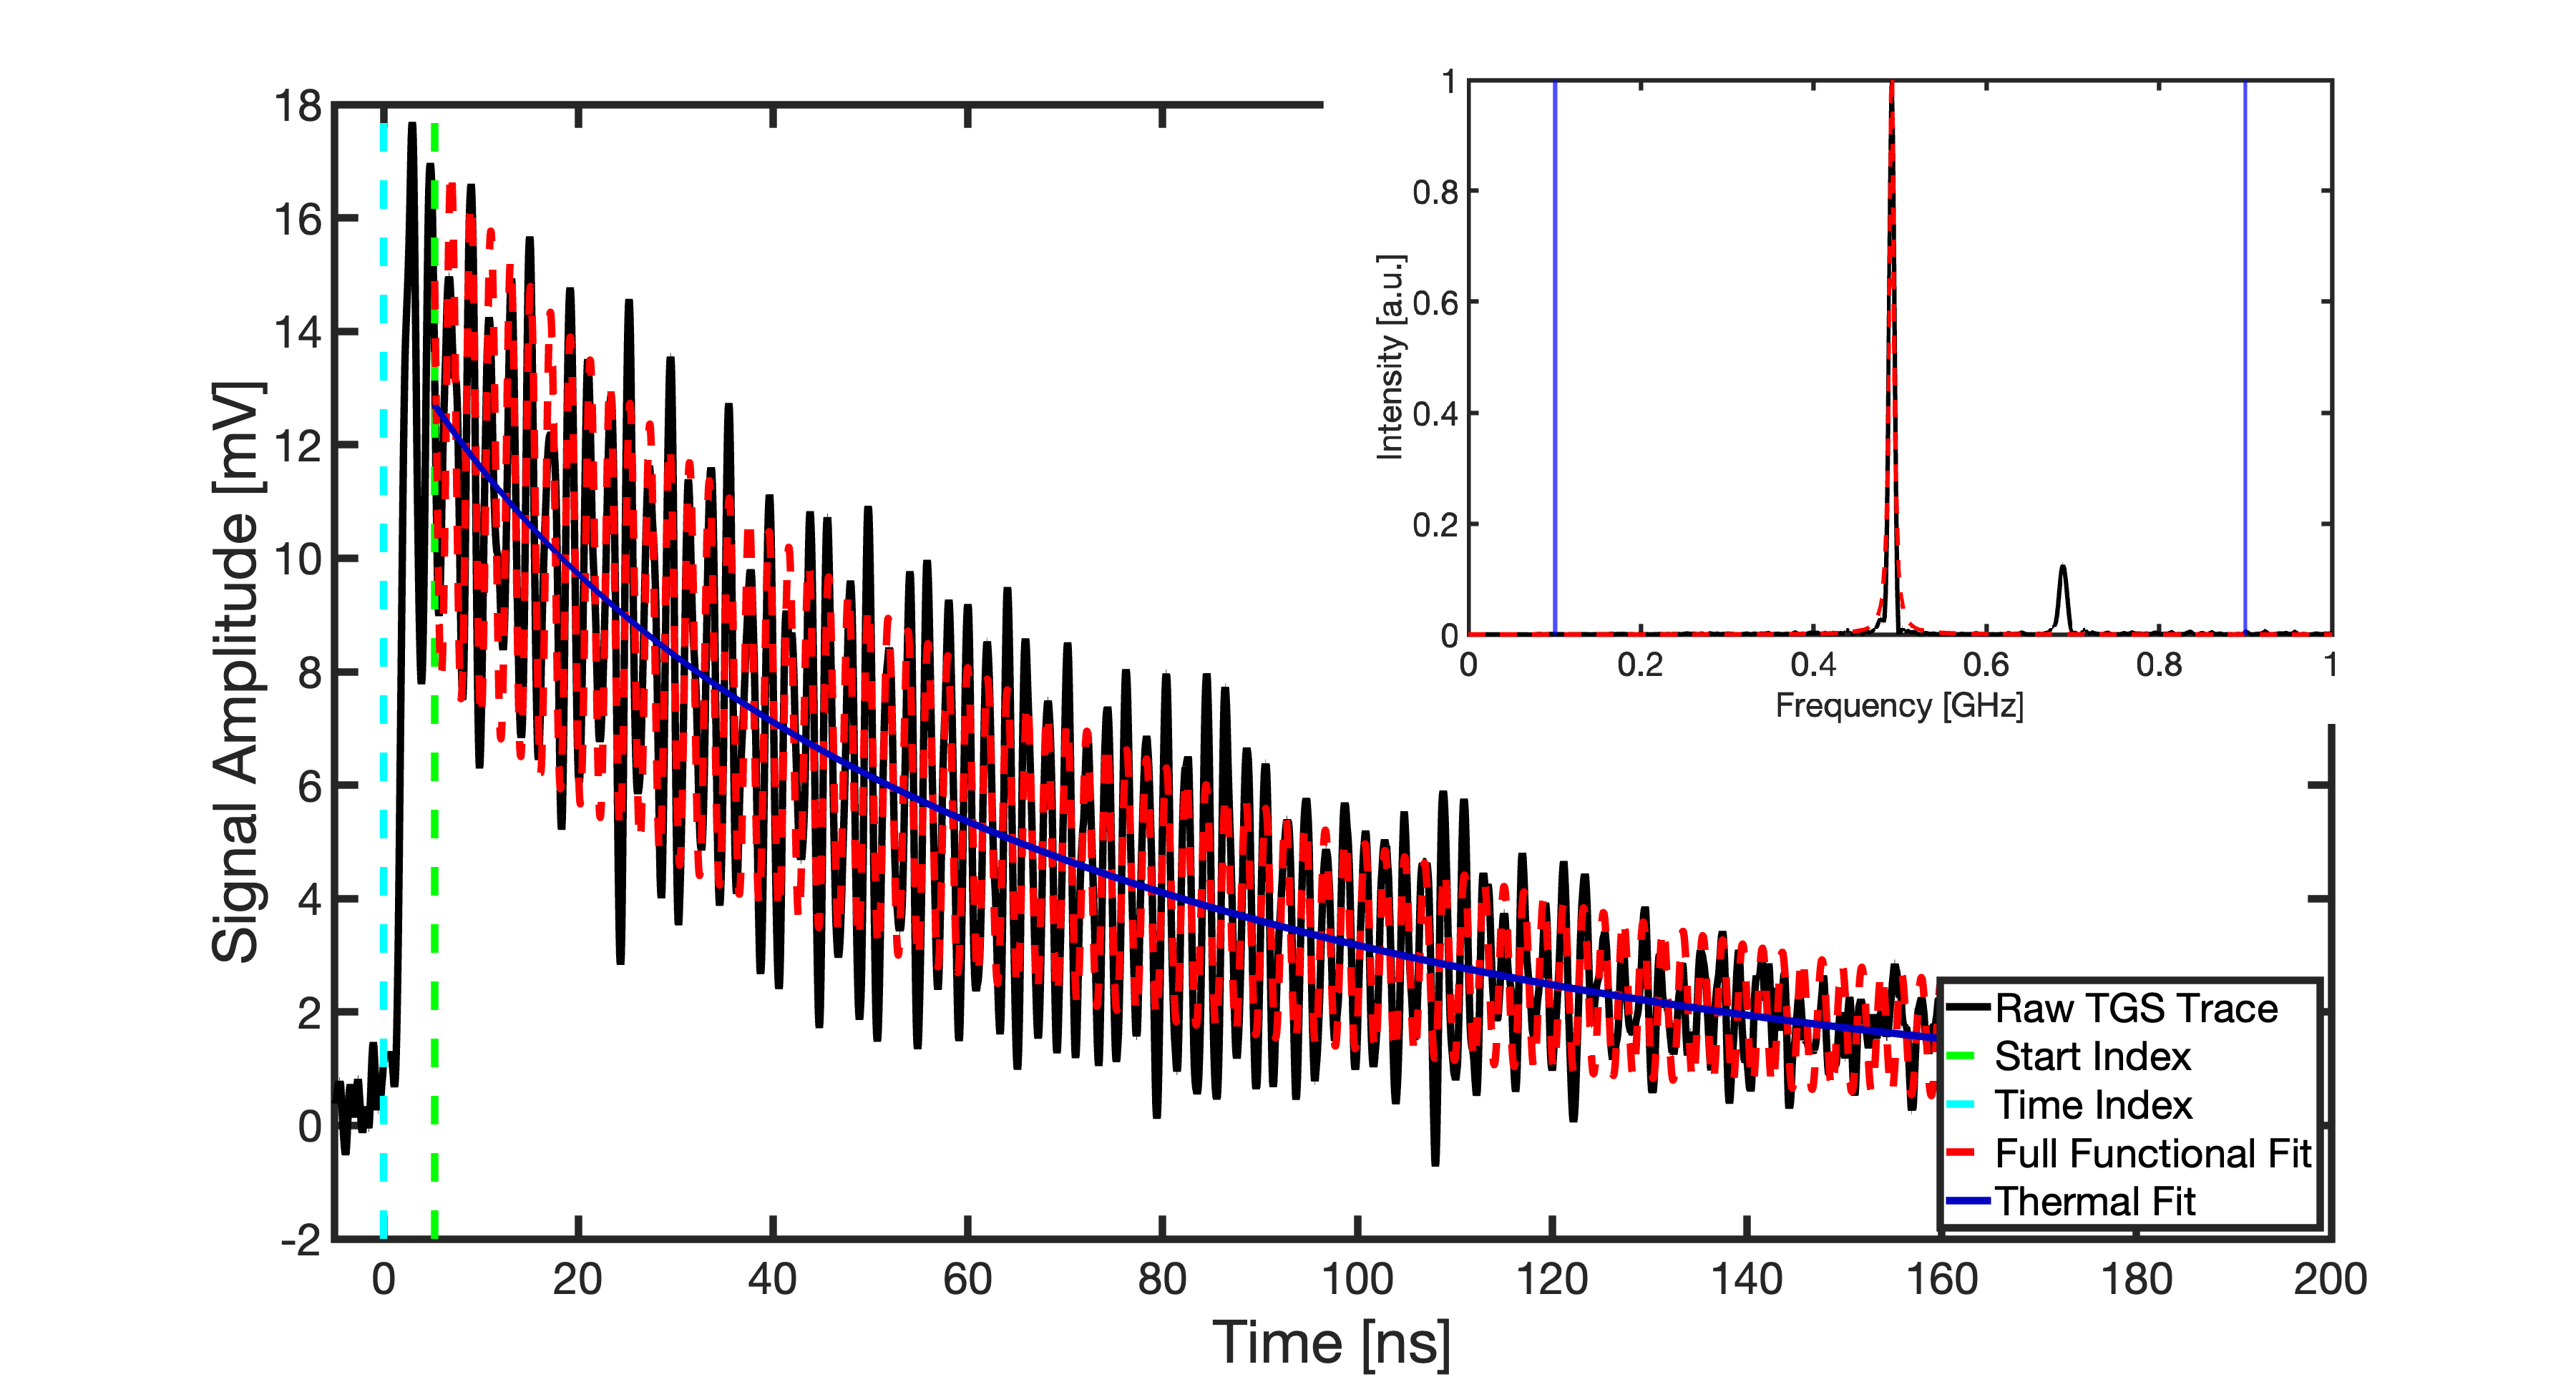 18
16
14
12
10
8
6
4
2
0
-2
Signal Amplitude [mV]
0 20 40 60 80 100 120 140 160 180 200
Time [ns]
1
0.8
0.6
0.4
0.2
0
Intensity [a.u.]
0 0.2 0.4 0.6 0.8 1
Frequency [GHz]
Raw TGS Trace
Start Index
Time Index
Full Functional Fit
Thermal Fit